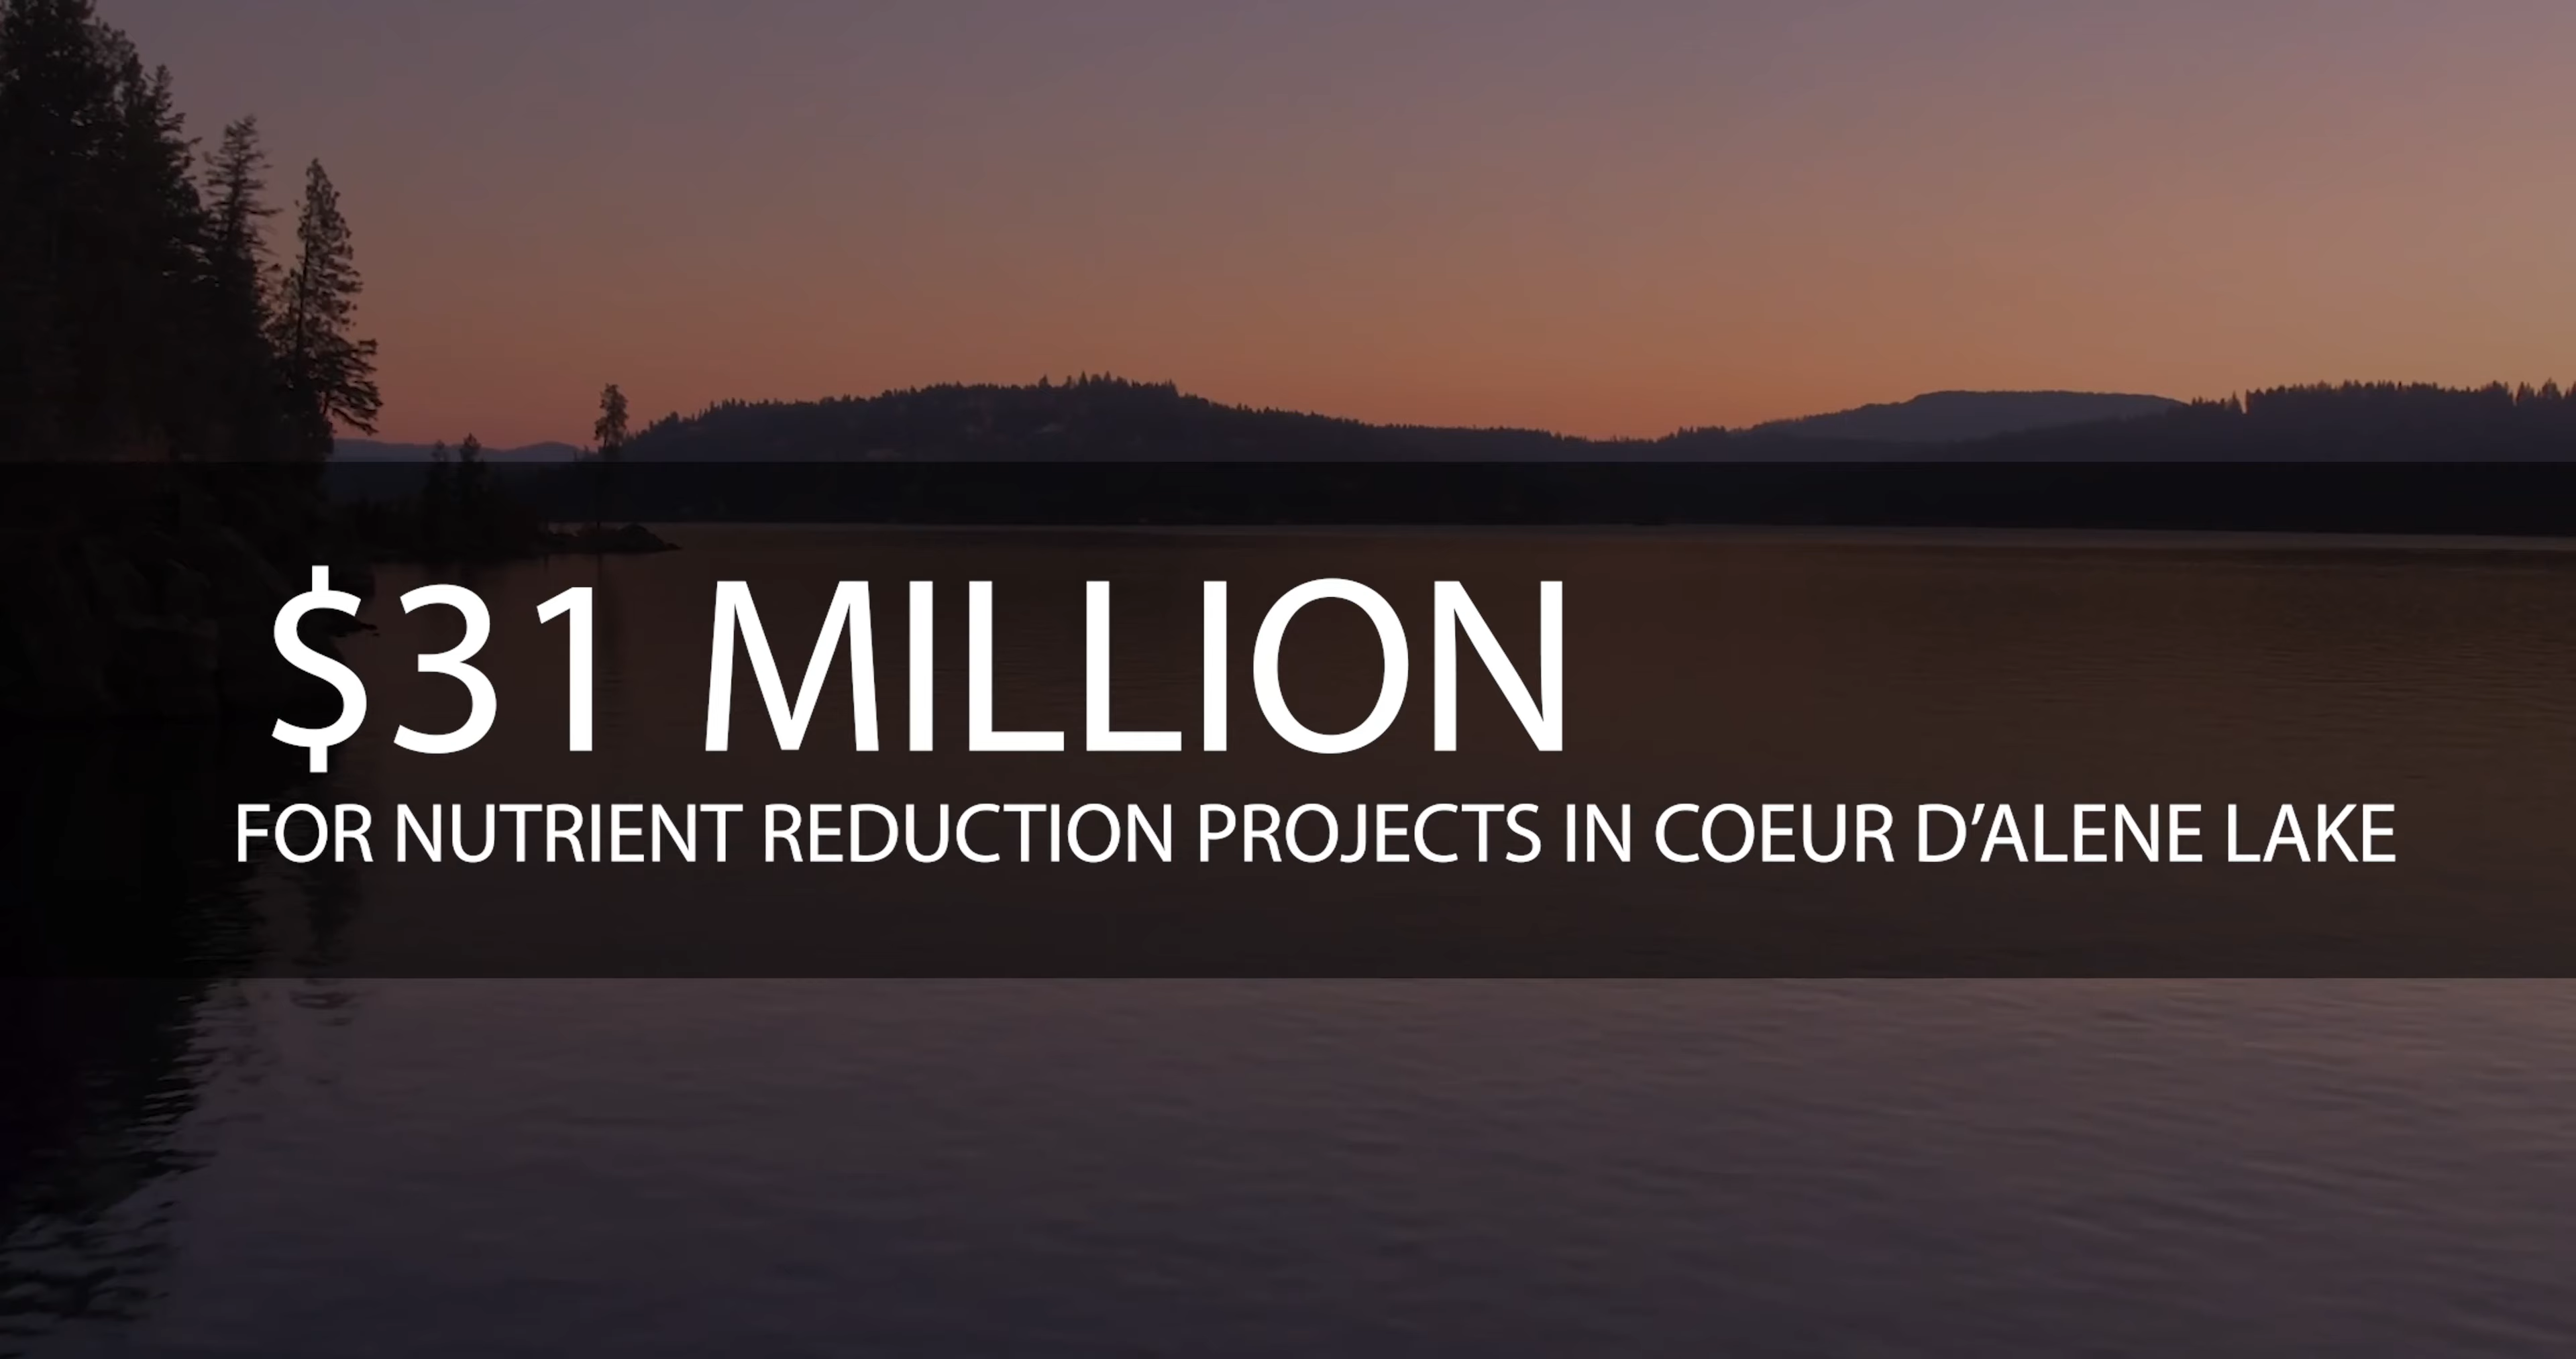 $31 MILLION
FOR NUTRIENT REDUCTION PROJECTS IN COEUR D’ALENE LAKE